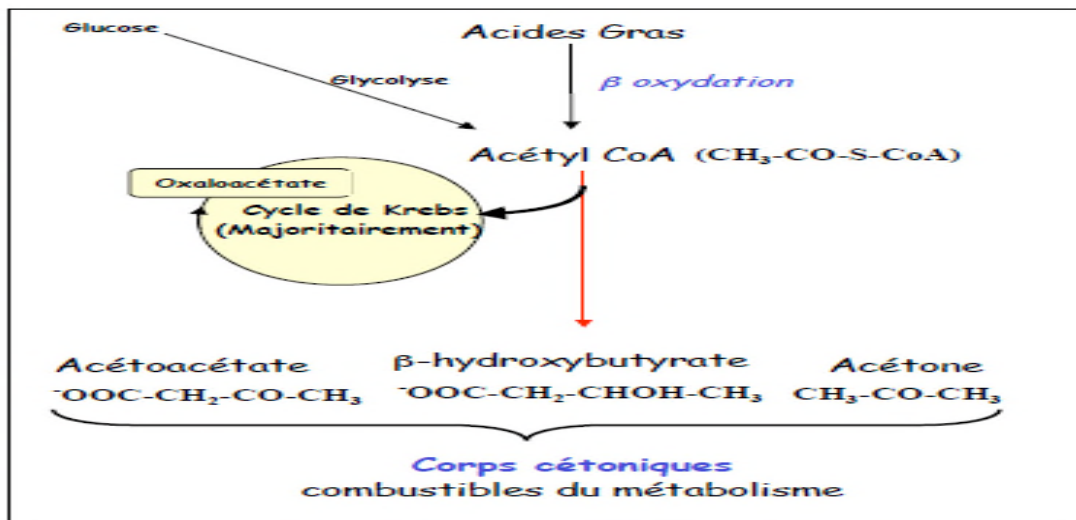 Glucose
Acides Gras
Glycolyse
β oxydation
Acétyl CoA (CH₃-CO-S-CoA)
Oxaloacétate
Cycle de Krebs
(Majoritairement)
Acétoacétate
⁻OOC-CH₂-CO-CH₃
β-hydroxybutyrate
⁻OOC-CH₂-CHOH-CH₃
Acétone
CH₃-CO-CH₃
Corps cétoniques
combustibles du métabolisme